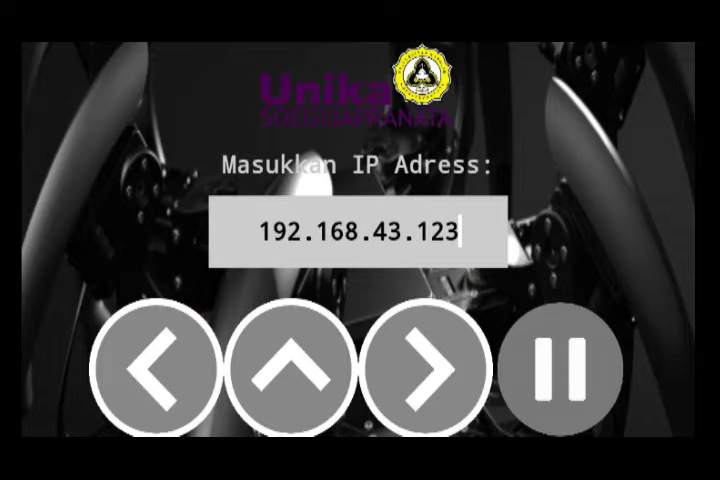 Unika
SOEGIJAPRANATA
Masukkan IP Adress:
192.168.43.123